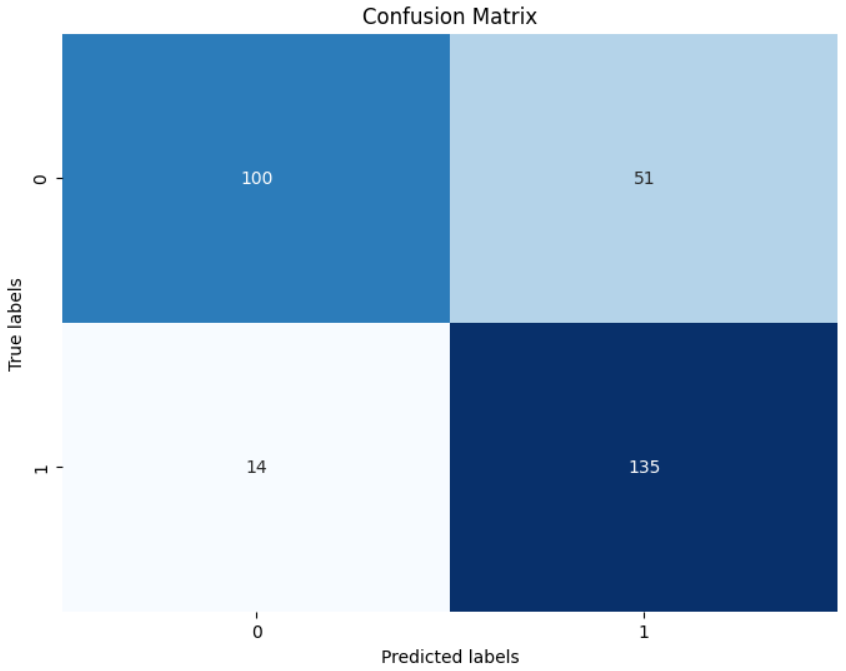 Confusion Matrix
0
100
51
True labels
1
14
135
0
1
Predicted labels